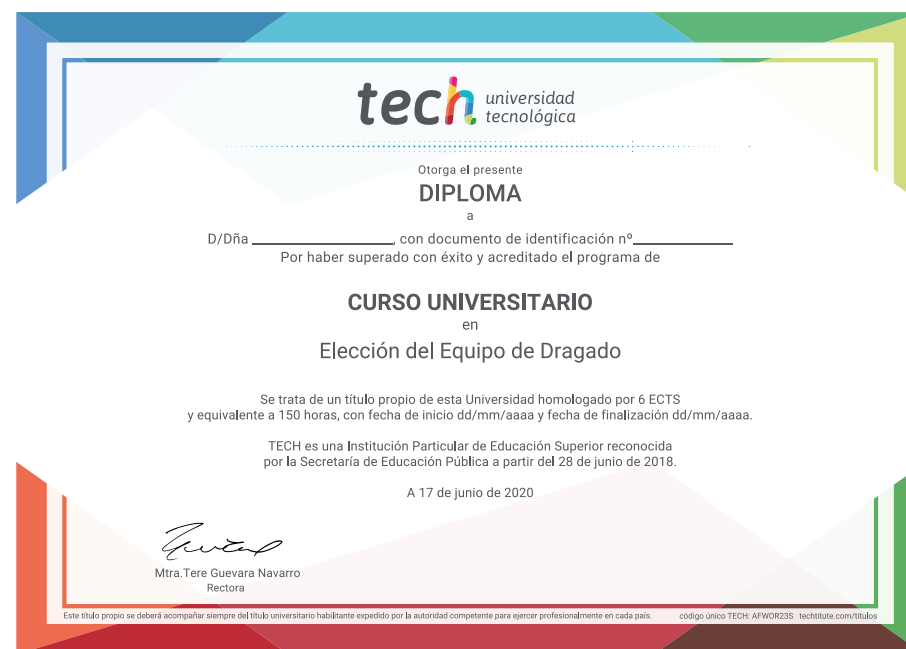 tech universidad
tecnológica
Otorga el presente
DIPLOMA
a
D/Dña ____________________, con documento de identificación nº______________
Por haber superado con éxito y acreditado el programa de
CURSO UNIVERSITARIO
en
Elección del Equipo de Dragado
Se trata de un título propio de esta Universidad homologado por 6 ECTS
y equivalente a 150 horas, con fecha de inicio dd/mm/aaaa y fecha de finalización dd/mm/aaaa.
TECH es una Institución Particular de Educación Superior reconocida
por la Secretaría de Educación Pública a partir del 28 de junio de 2018.
A 17 de junio de 2020
Mtra.Tere Guevara Navarro
Rectora
Este título propio se deberá acompañar siempre del título universitario habilitante expedido por la autoridad competente para ejercer profesionalmente en cada país. código único TECH: AFWOR23S techtitute.com/titulos